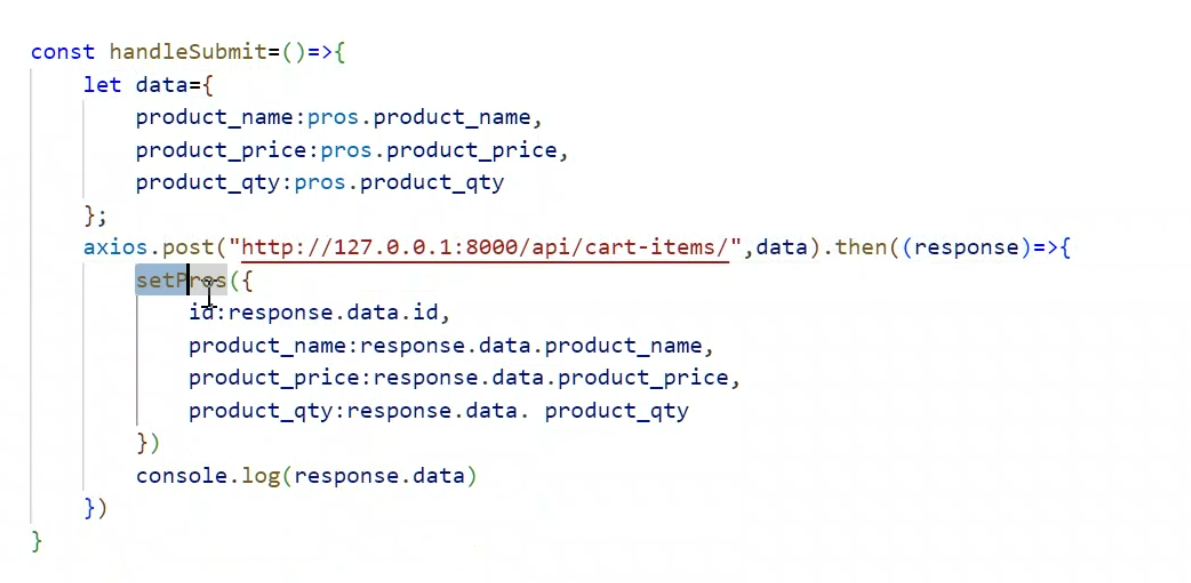 const handleSubmit=()=>{
let data={
product_name:pros.product_name,
product_price:pros.product_price,
product_qty:pros.product_qty
};
axios.post("http://127.0.0.1:8000/api/cart-items/",data).then((response)=>{
setPros({
id:response.data.id,
product_name:response.data.product_name,
product_price:response.data.product_price,
product_qty:response.data. product_qty
})
console.log(response.data)
})
}